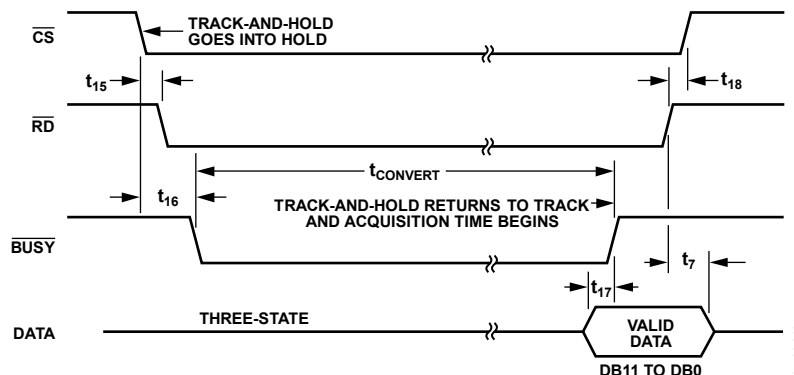 TRACK-AND-HOLD
GOES INTO HOLD
CS
t15
t18
RD
tCONVERT
t16
TRACK-AND-HOLD RETURNS TO TRACK
AND ACQUISITION TIME BEGINS
BUSY
t7
t17
THREE-STATE
VALID
DATA
DATA
DB11 TO DB0